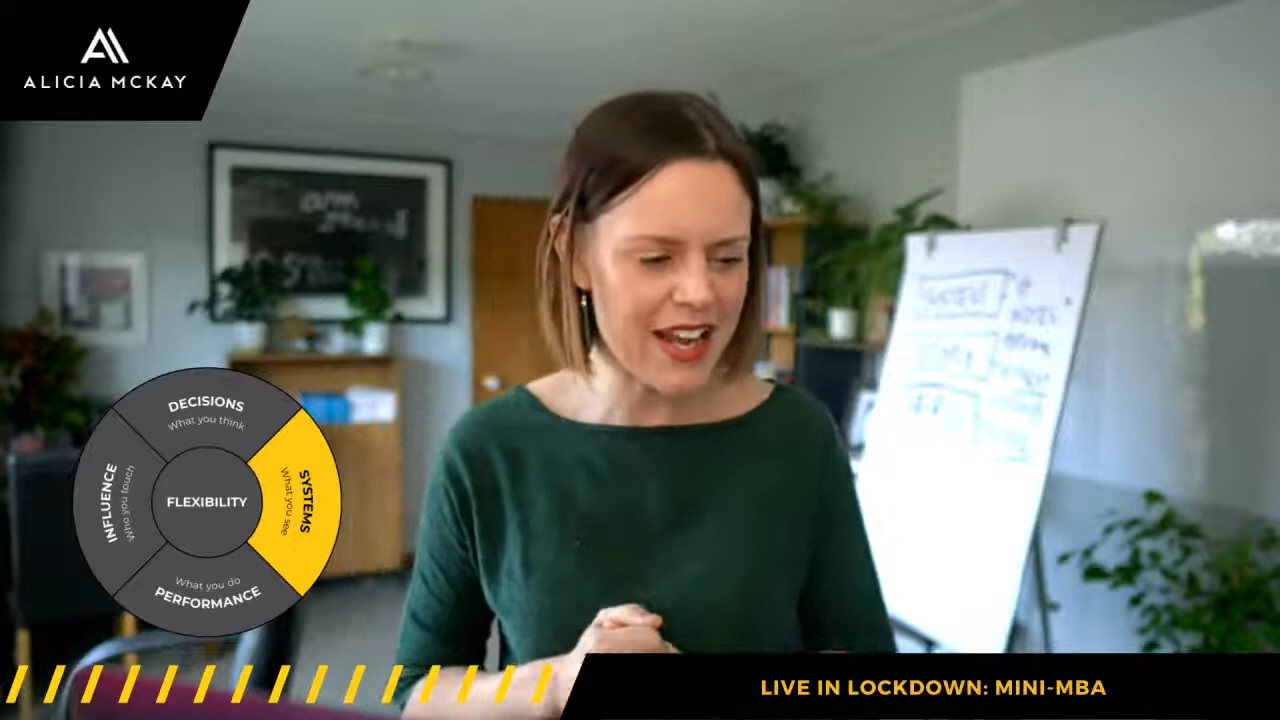 ALICIA MCKAY
DECISIONS
What you think
SYSTEMS
What you see
INFLUENCE
Who you touch
FLEXIBILITY
What you do
PERFORMANCE
LIVE IN LOCKDOWN: MINI-MBA